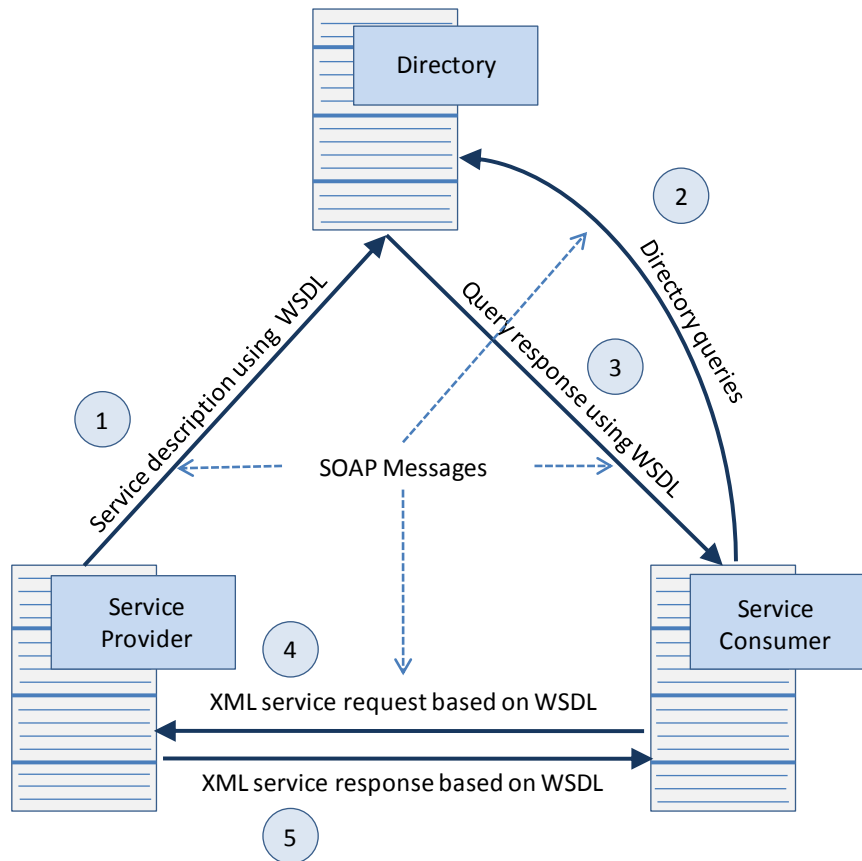 Directory
2
Directory queries
Query response using WSDL
3
Service description using WSDL
1
SOAP Messages
Service
Provider
Service
Consumer
4
XML service request based on WSDL
XML service response based on WSDL
5